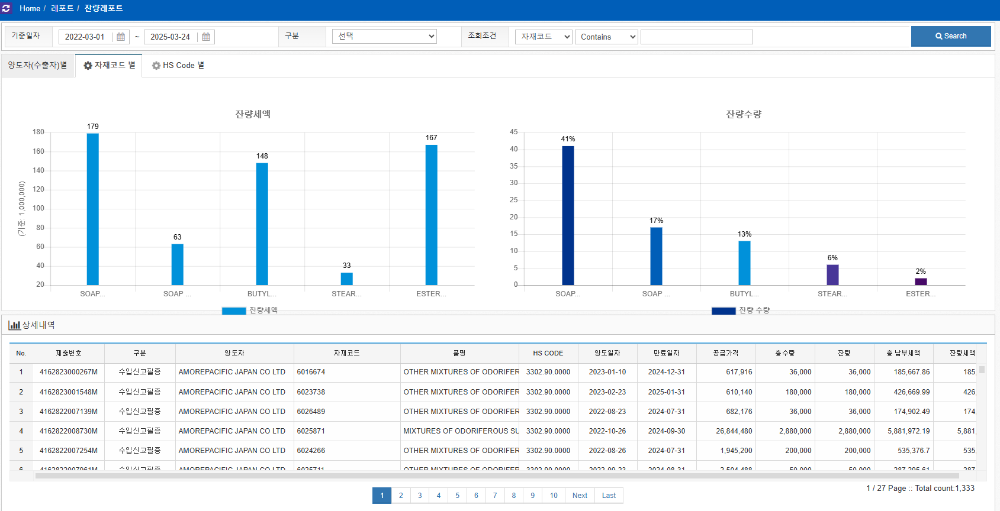 Home / 레포트 / 잔량레포트
기준일자 2022-03-01 ~ 2025-03-24 구분 선택 조회조건 자재코드 Contains Search
양도자(수출자)별 자재코드 별 HS Code 별
잔량세액
(기준: 1,000,000)
180
160
140
120
100
80
60
40
20
179 63 148 33 167
SOAP... SOAP ... BUTYL... STEAR... ESTER...
잔량세액
잔량수량
45
40
35
30
25
20
15
10
5
0
41% 17% 13% 6% 2%
SOAP... SOAP ... BUTYL... STEAR... ESTER...
잔량 수량
상세내역
No. 제출번호 구분 양도자 자재코드 품명 HS CODE 양도일자 만료일자 공급가격 총수량 잔량 총 납부세액 잔량세액
1 4162823000267M 수입신고필증 AMOREPACIFIC JAPAN CO LTD 6016674 OTHER MIXTURES OF ODORIFER 3302.90.0000 2023-01-10 2024-12-31 617,916 36,000 36,000 185,667.86 185,
2 4162823001548M 수입신고필증 AMOREPACIFIC JAPAN CO LTD 6023738 OTHER MIXTURES OF ODORIFER 3302.90.0000 2023-02-23 2025-01-31 610,140 180,000 180,000 426,669.99 426,
3 4162822007139M 수입신고필증 AMOREPACIFIC JAPAN CO LTD 6026489 OTHER MIXTURES OF ODORIFER 3302.90.0000 2022-08-23 2024-07-31 682,176 36,000 36,000 174,902.49 174,
4 4162822008730M 수입신고필증 AMOREPACIFIC JAPAN CO LTD 6025871 MIXTURES OF ODORIFEROUS SU 3302.90.0000 2022-10-26 2024-09-30 26,844,480 2,880,000 2,880,000 5,881,972.19 5,881,
5 4162822007254M 수입신고필증 AMOREPACIFIC JAPAN CO LTD 6024266 OTHER MIXTURES OF ODORIFER 3302.90.0000 2022-08-26 2024-07-31 1,945,200 200,000 200,000 535,376.7 535,
6 4162822007961M 수입신고필증 AMOREPACIFIC JAPAN CO LTD 6025711 OTHER MIXTURES OF ODORIFER 3302.90.0000 2022-09-23 2024-08-31 2,504,488 50,000 50,000 287,295.61 287,
1 2 3 4 5 6 7 8 9 10 Next Last
1 / 27 Page :: Total count:1,333